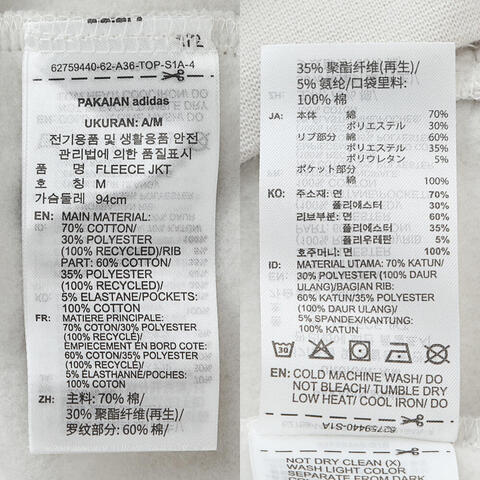 62759440-62-A36-TOP-S1A-4
PAKAIAN adidas
UKURAN: A/M
전기용품 및 생활용품 안전
관리법에 의한 품질표시
품 명 FLEECE JKT
호 칭 M
가슴둘레 94cm
EN: MAIN MATERIAL:
70% COTTON/
30% POLYESTER
(100% RECYCLED)/RIB
PART: 60% COTTON/
35% POLYESTER
(100% RECYCLED)/
5% ELASTANE/POCKETS:
100% COTTON
FR: MATIERE PRINCIPALE:
70% COTON/30% POLYESTER
(100% RECYCLÉ)/
EMPIECEMENT EN BORD COTE:
60% COTON/35% POLYESTER
(100% RECYCLÉ)/
5% ÉLASTHANNE/POCHES:
100% COTON
ZH: 主料: 70% 棉/
30% 聚酯纤维(再生)/
罗纹部分: 60% 棉/
35% 聚酯纤维(再生)/
5% 氨纶/口袋里料:
100% 棉
JA: 本体 綿 70%
ポリエステル 30%
リブ部分 綿 60%
ポリエステル 35%
ポリウレタン 5%
ポケット部分
綿 100%
KO: 주소재: 면 70%
폴리에스터 30%
리브부분: 면 60%
폴리에스터 35%
폴리우레탄 5%
호주머니: 면 100%
ID: MATERIAL UTAMA: 70% KATUN/
30% POLYESTER (100% DAUR
ULANG)/BAGIAN RIB:
60% KATUN/35% POLYESTER
(100% DAUR ULANG)/
5% SPANDEX/KANTUNG:
100% KATUN
30
EN: COLD MACHINE WASH/DO
NOT BLEACH/TUMBLE DRY
LOW HEAT/COOL IRON/DO
62759440-S1A
NOT DRY CLEAN (X)
WASH LIGHT COLOR
SEPARATE FROM DARK